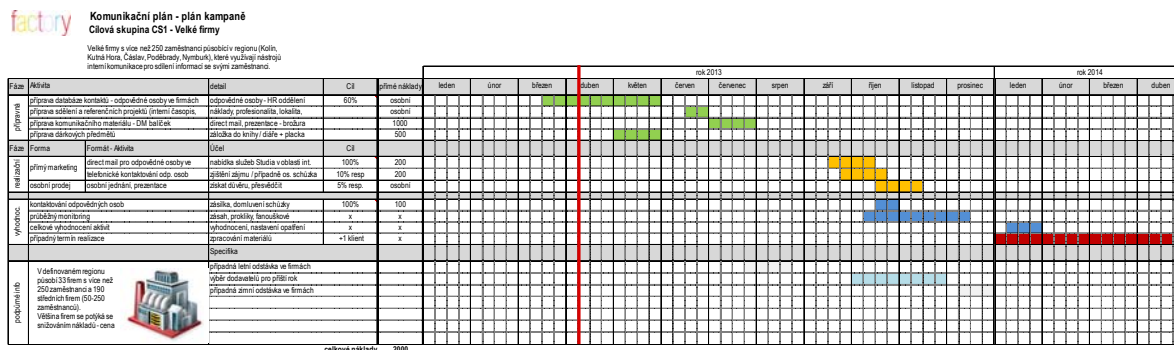 factory
Komunikační plán - plán kampaně
Cílová skupina CS1 - Velké firmy
Velké firmy s více než 250 zaměstnanci působící v regionu (Kolín,
Kutná Hora, Čáslav, Poděbrady, Nymburk), které využívají nástrojů
interní komunikace pro sdílení informací se svými zaměstnanci.
rok 2013 rok 2014
Fáze Aktivita detail Cíl přímé náklady leden únor březen duben květen červen červenec srpen září říjen listopad prosinec leden únor březen duben
přípravná
příprava databáze kontaktů - odpovědné osoby ve firmách odpovědné osoby - HR oddělení 60% osobní
příprava sdělení a referenčních projektů (interní časopis, náklady, profesionalita, lokalita, osobní
příprava komunikačního materiálu - DM balíček direct mail, prezentace - brožura 1000
příprava dárkových předmětů záložka do knihy / diáře + placka 500
Fáze Forma Formát - Aktivita Účel Cíl
realizační
přímý marketing direct mail pro odpovědné osoby ve nabídka služeb Studia v oblasti int. 100% 200
telefonické kontaktování odp. osob zjištění zájmu / případně os. schůzka 10% resp 200
osobní prodej osobní jednání, prezentace získat důvěru, přesvědčit 5% resp. osobní
vyhodnoc.
kontaktování odpovědných osob zásilka, domluvení schůzky 100% 100
průběžný monitoring zásah, prokliky, fanouškové x x
celkové vyhodnocení aktivit vyhodnocení, nastavení opatření x x
případný termín realizace zpracování materiálů +1 klient x
Specifika
podpůrné info
V definovaném regionu
působí 33 firem s více než
250 zaměstnanci a 190
středních firem (50-250
zaměstnanců).
Většina firem se potýká se
snižováním nákladů - cena
případná letní odstávka ve firmách
výběr dodavatelů pro příští rok
případná zimní odstávka ve firmách
celkové náklady 2000